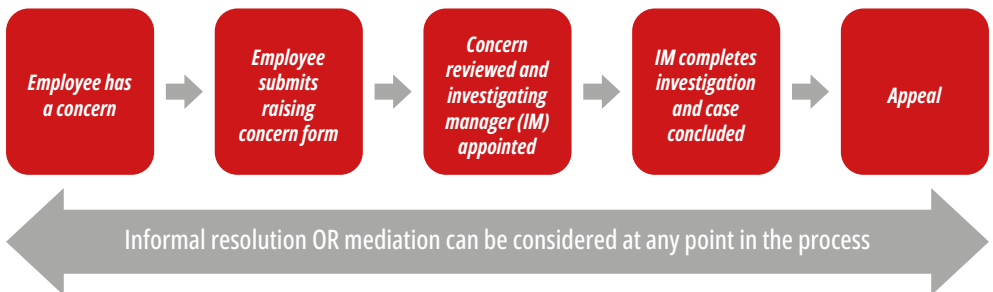 Employee has
a concern
Employee
submits
raising
concern form
Concern
reviewed and
investigating
manager (IM)
appointed
IM completes
investigation
and case
concluded
Appeal
Informal resolution OR mediation can be considered at any point in the process